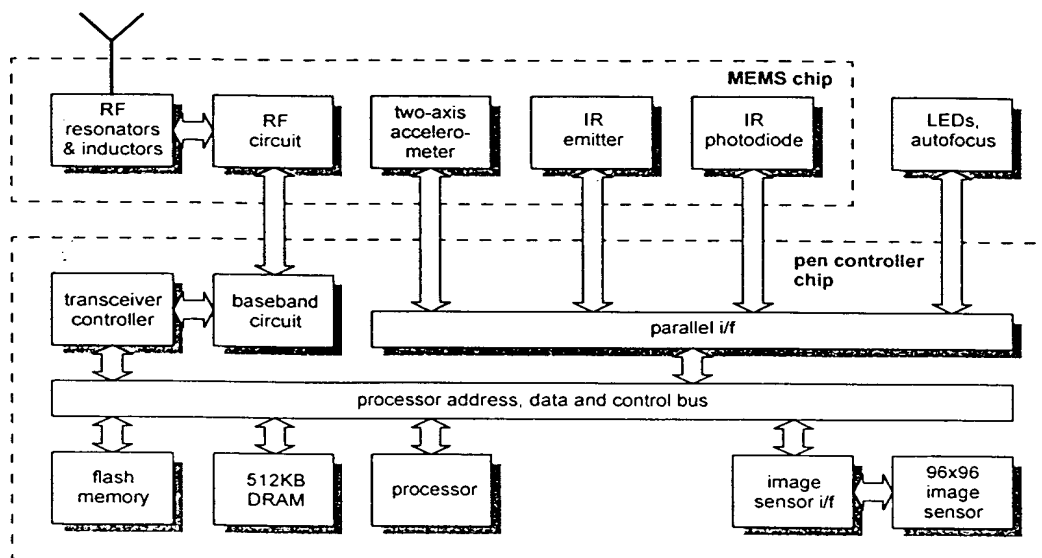 MEMS chip
RF
resonators
& inductors
RF
circuit
two-axis
accelero-
meter
IR
emitter
IR
photodiode
LEDs,
autofocus
pen controller
chip
transceiver
controller
baseband
circuit
parallel i/f
processor address, data and control bus
flash
memory
512KB
DRAM
processor
image
sensor i/f
96x96
image
sensor